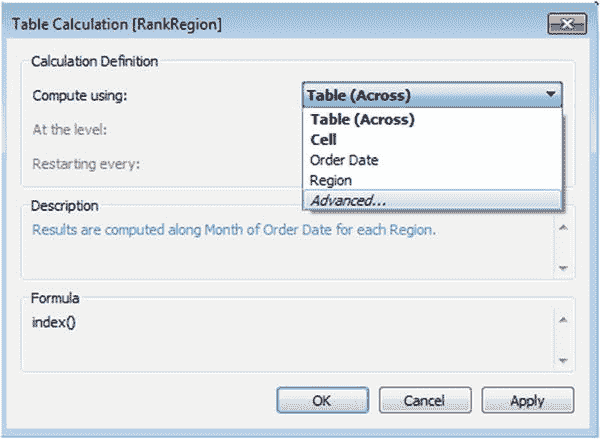 Table Calculation [RankRegion]
Calculation Definition
Compute using:
Table (Across)
At the level:
Restarting every:
Table (Across)
Cell
Order Date
Region
Advanced...
Description
Results are computed along Month of Order Date for each Region.
Formula
index()
OK Cancel Apply